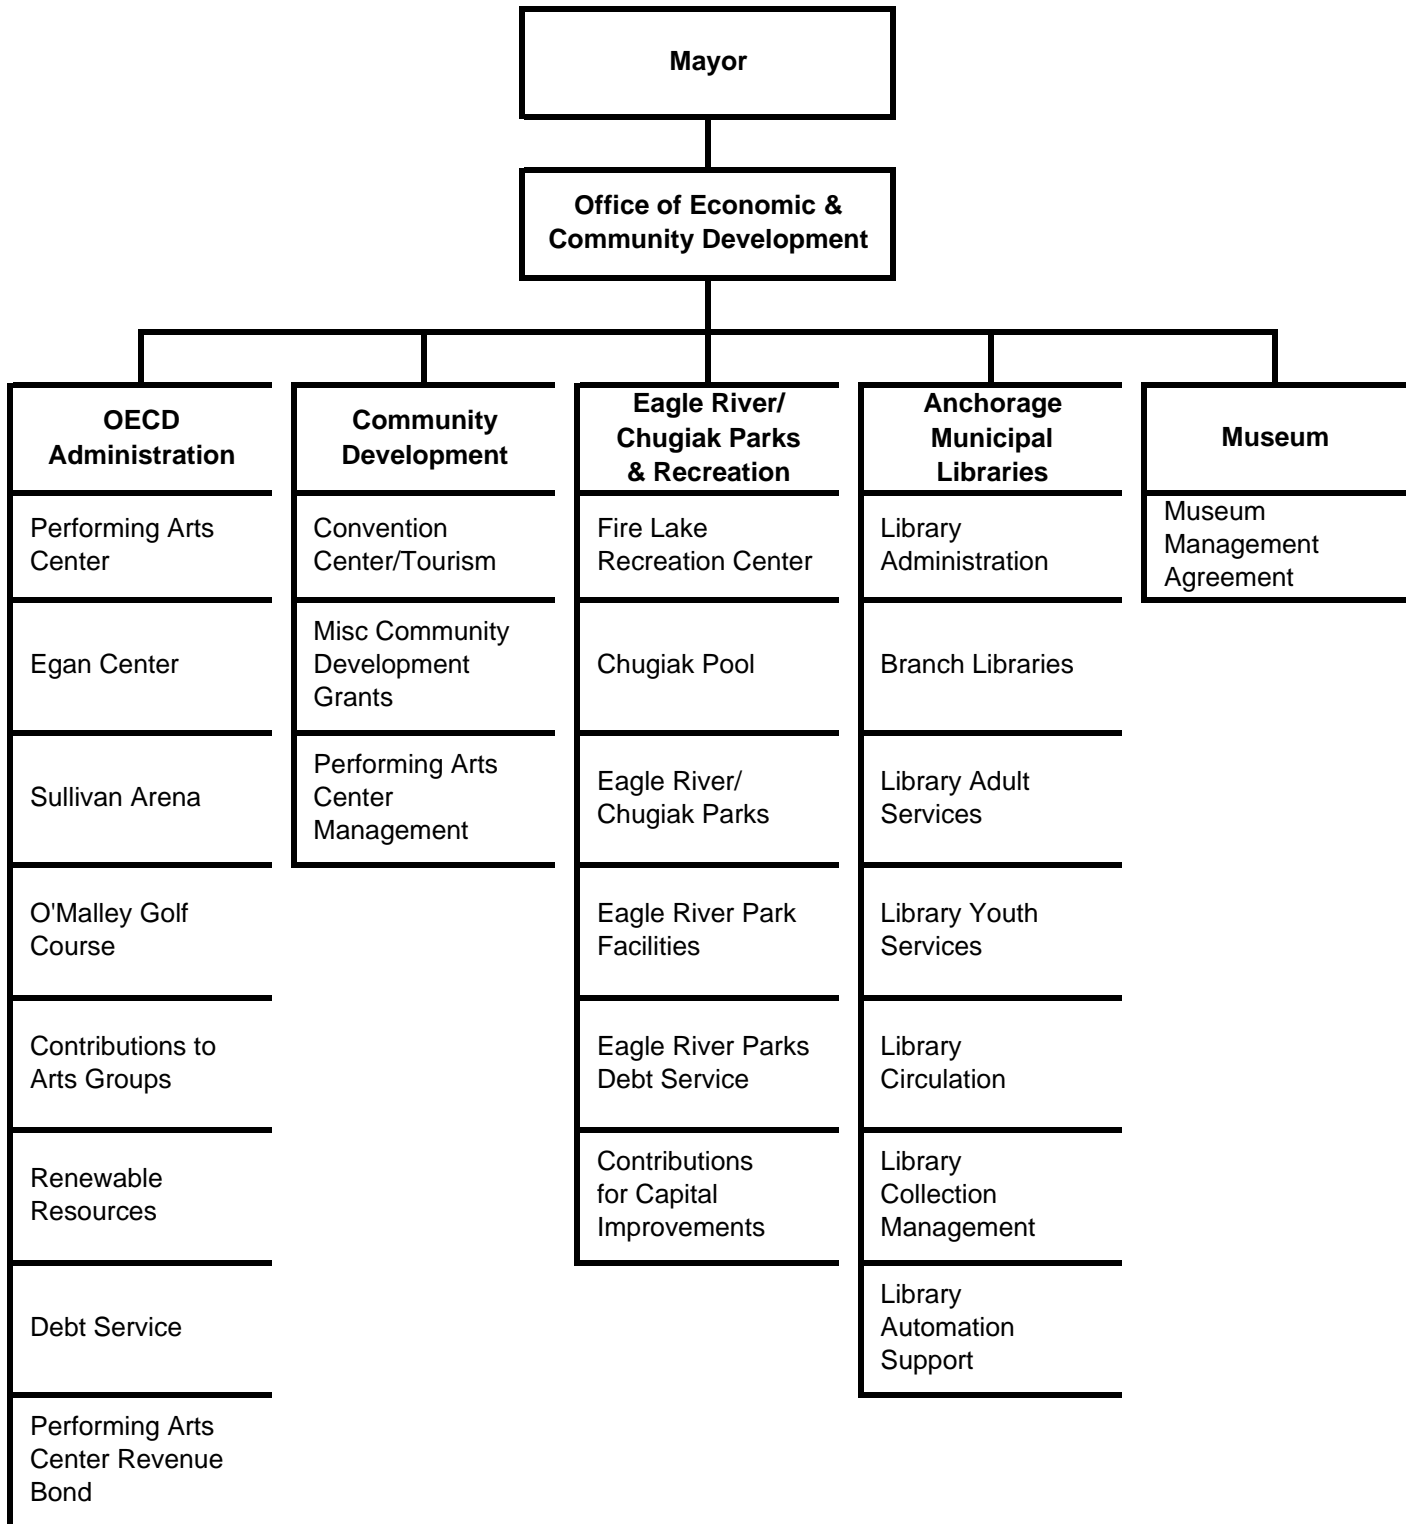 Mayor
Office of Economic &
Community Development
OECD
Administration
Performing Arts
Center
Egan Center
Sullivan Arena
O'Malley Golf
Course
Contributions to
Arts Groups
Renewable
Resources
Debt Service
Performing Arts
Center Revenue
Bond
Community
Development
Convention
Center/Tourism
Misc Community
Development
Grants
Performing Arts
Center
Management
Eagle River/
Chugiak Parks
& Recreation
Fire Lake
Recreation Center
Chugiak Pool
Eagle River/
Chugiak Parks
Eagle River Park
Facilities
Eagle River Parks
Debt Service
Contributions
for Capital
Improvements
Anchorage
Municipal
Libraries
Library
Administration
Branch Libraries
Library Adult
Services
Library Youth
Services
Library
Circulation
Library
Collection
Management
Library
Automation
Support
Museum
Museum
Management
Agreement